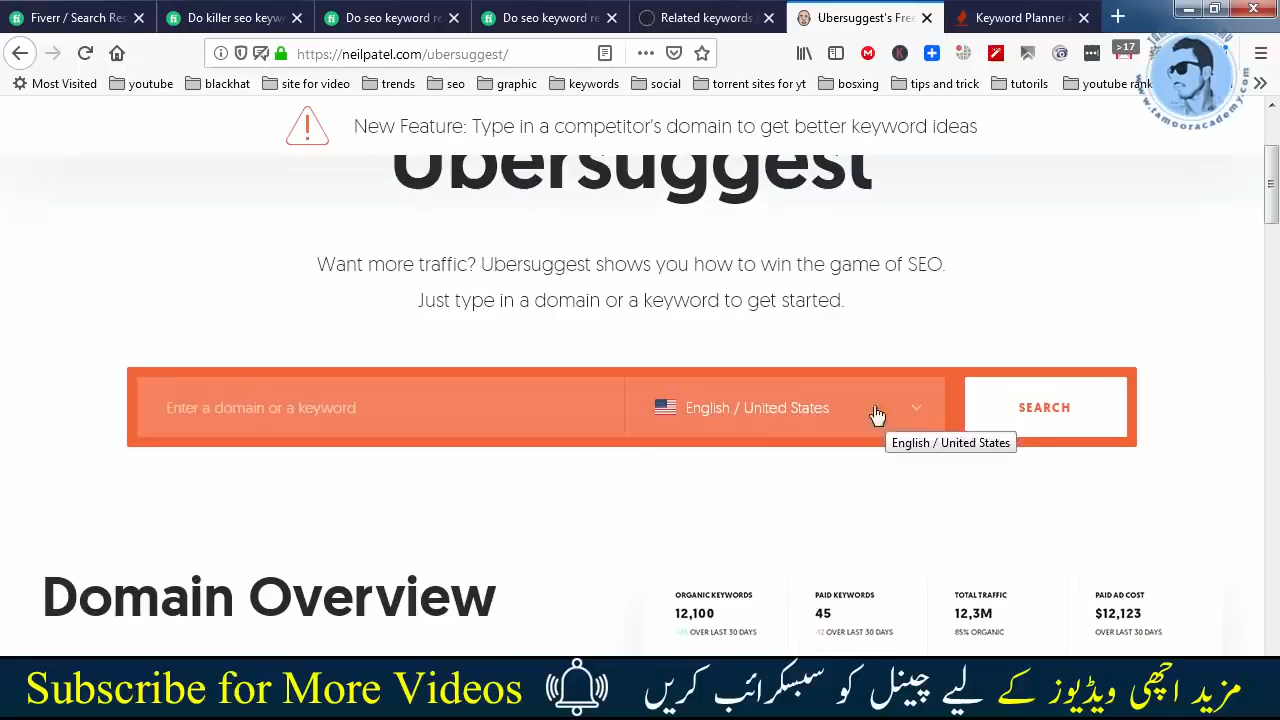 Fiverr / Search Res
Do killer seo keyw
Do seo keyword re
Do seo keyword re
Related keywords
Ubersuggest's Free
Keyword Planner A
https://neilpatel.com/ubersuggest/
>17
Most Visited
youtube
blackhat
site for video
trends
seo
graphic
keywords
social
torrent sites for yt
bosxing
tips and trick
tutorils
youtube rank
www.tamooracademy.com
New Feature: Type in a competitor's domain to get better keyword ideas
Ubersuggest
Want more traffic? Ubersuggest shows you how to win the game of SEO.
Just type in a domain or a keyword to get started.
Enter a domain or a keyword
English / United States
SEARCH
English / United States
Domain Overview
ORGANIC KEYWORDS
12,100
OVER LAST 30 DAYS
PAID KEYWORDS
45
-12 OVER LAST 30 DAYS
TOTAL TRAFFIC
12,3M
85% ORGANIC
PAID AD COST
$12,123
OVER LAST 30 DAYS
Subscribe for More Videos
مزید اچھی ویڈیوز کے لیے چینل کو سبسکرائب کریں